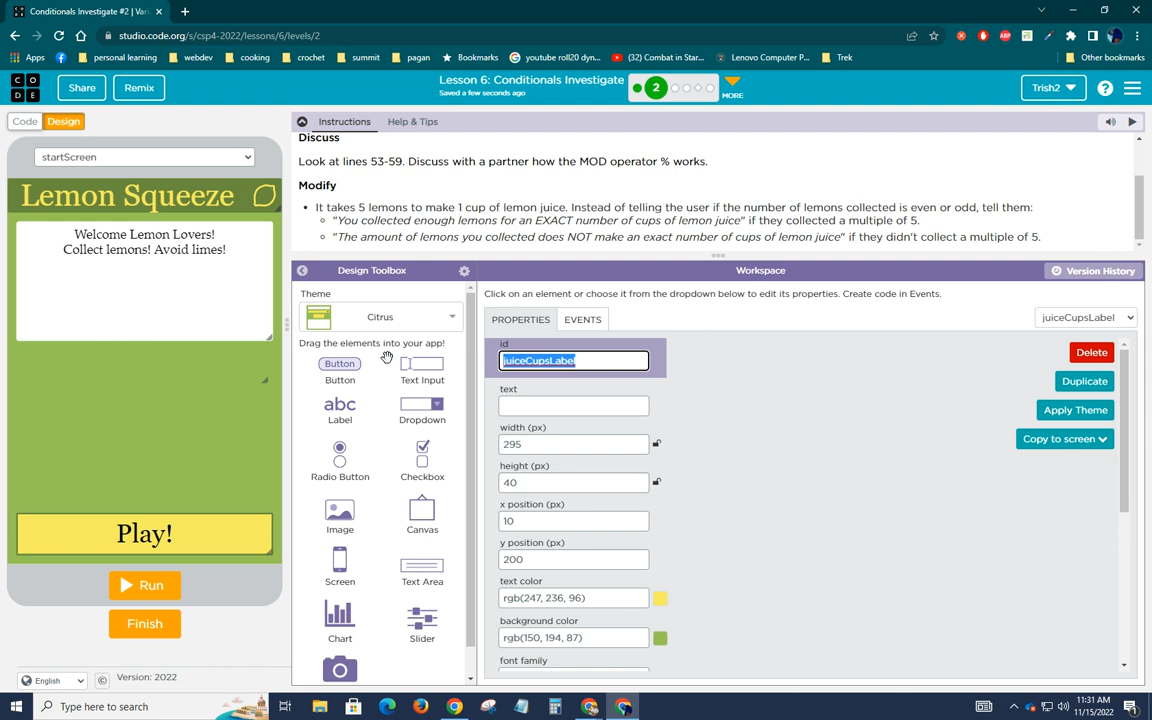 Conditionals Investigate #2 | Vari
studio.code.org/s/csp4-2022/lessons/6/levels/2
Apps
personal learning
webdev
cooking
crochet
summit
pagan
Bookmarks
youtube roll20 dyn...
(32) Combat in Star...
Lenovo Computer P...
Trek
Other bookmarks
CO
DE
Share
Remix
Lesson 6: Conditionals Investigate
Saved a few seconds ago
2
MORE
Trish2
Code
Design
Instructions
Help & Tips
startScreen
Lemon Squeeze
Welcome Lemon Lovers!
Collect lemons! Avoid limes!
Play!
Run
Finish
English
Version: 2022
Discuss
Look at lines 53-59. Discuss with a partner how the MOD operator % works.
Modify
It takes 5 lemons to make 1 cup of lemon juice. Instead of telling the user if the number of lemons collected is even or odd, tell them:
"You collected enough lemons for an EXACT number of cups of lemon juice" if they collected a multiple of 5.
"The amount of lemons you collected does NOT make an exact number of cups of lemon juice" if they didn't collect a multiple of 5.
Design Toolbox
Workspace
Version History
Theme
Citrus
Drag the elements into your app!
Button
Button
Text Input
abc
Label
Dropdown
Radio Button
Checkbox
Image
Canvas
Screen
Text Area
Chart
Slider
Click on an element or choose it from the dropdown below to edit its properties. Create code in Events.
PROPERTIES
EVENTS
juiceCupsLabel
id
juiceCupsLabel
text
width (px)
295
height (px)
40
x position (px)
10
y position (px)
200
text color
rgb(247, 236, 96)
background color
rgb(150, 194, 87)
font family
Delete
Duplicate
Apply Theme
Copy to screen
Type here to search
11:31 AM
11/15/2022